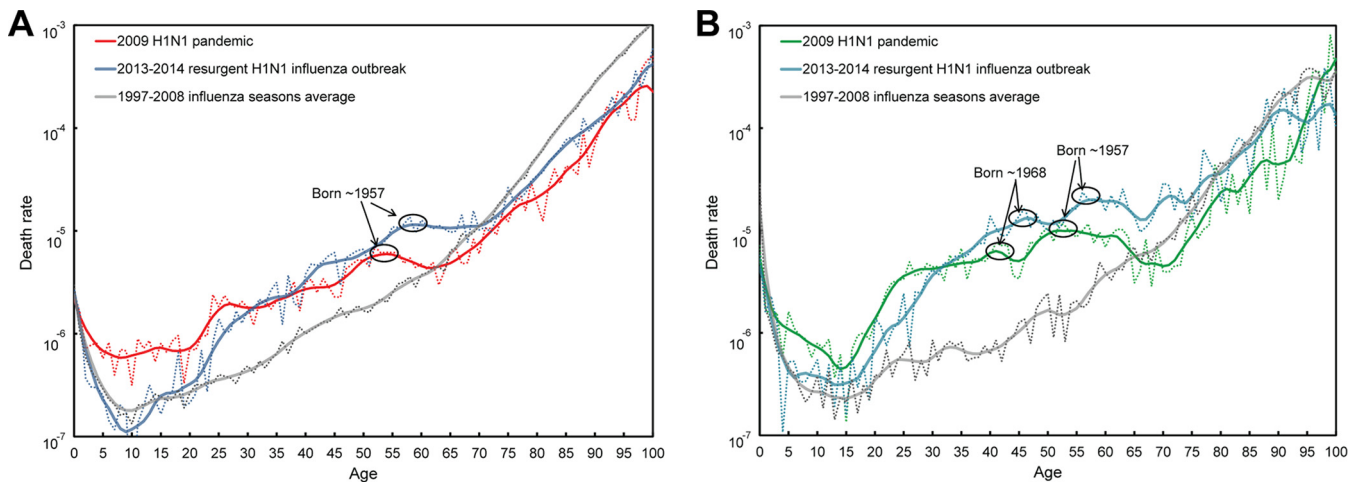 A
10-3
2009 H1N1 pandemic
2013-2014 resurgent H1N1 influenza outbreak
1997-2008 influenza seasons average
10-4
Born ~1957
Death rate
10-5
10-6
10-7
0 5 10 15 20 25 30 35 40 45 50 55 60 65 70 75 80 85 90 95 100
Age
B
10-3
2009 H1N1 pandemic
2013-2014 resurgent H1N1 influenza outbreak
1997-2008 influenza seasons average
10-4
Born ~1957
Born ~1968
Death rate
10-5
10-6
10-7
0 5 10 15 20 25 30 35 40 45 50 55 60 65 70 75 80 85 90 95 100
Age